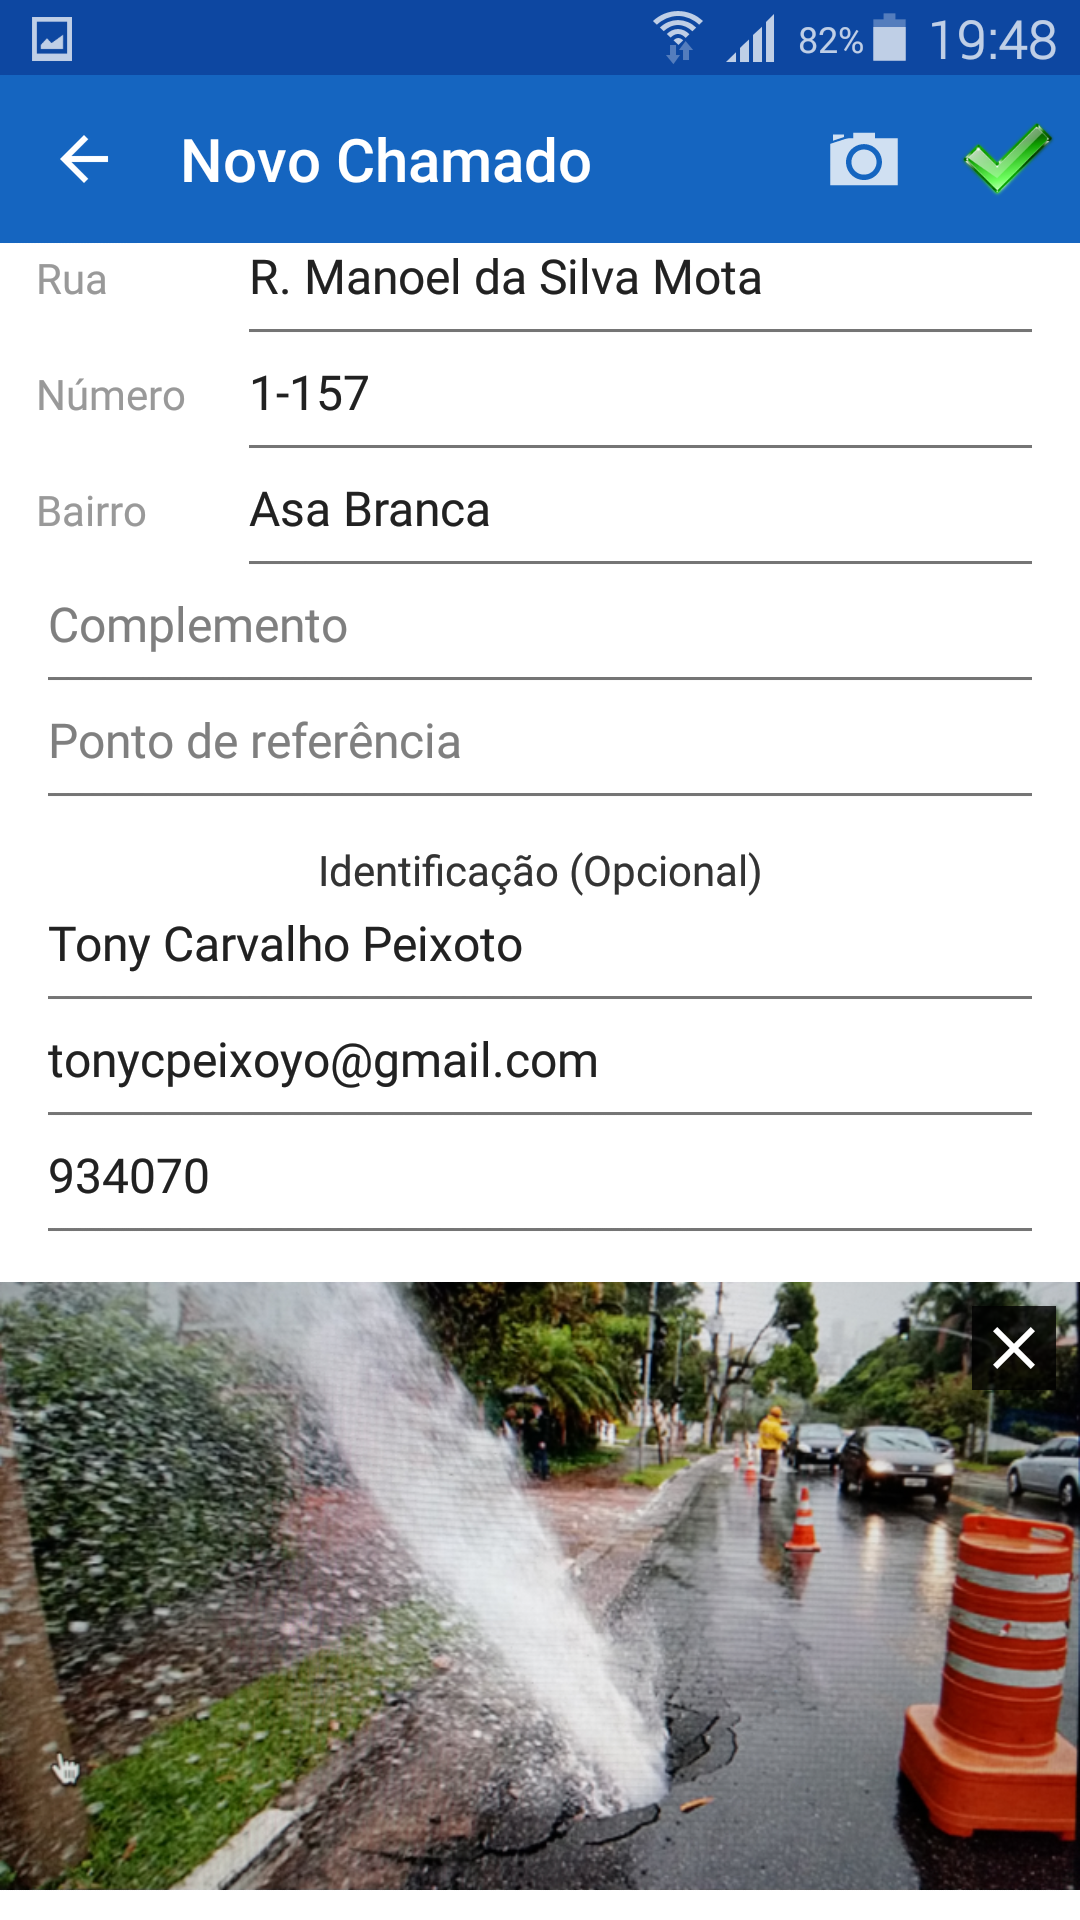 82% 19:48
Novo Chamado
Rua R. Manoel da Silva Mota
Número 1-157
Bairro Asa Branca
Complemento
Ponto de referência
Identificação (Opcional)
Tony Carvalho Peixoto
tonycpeixoyo@gmail.com
934070